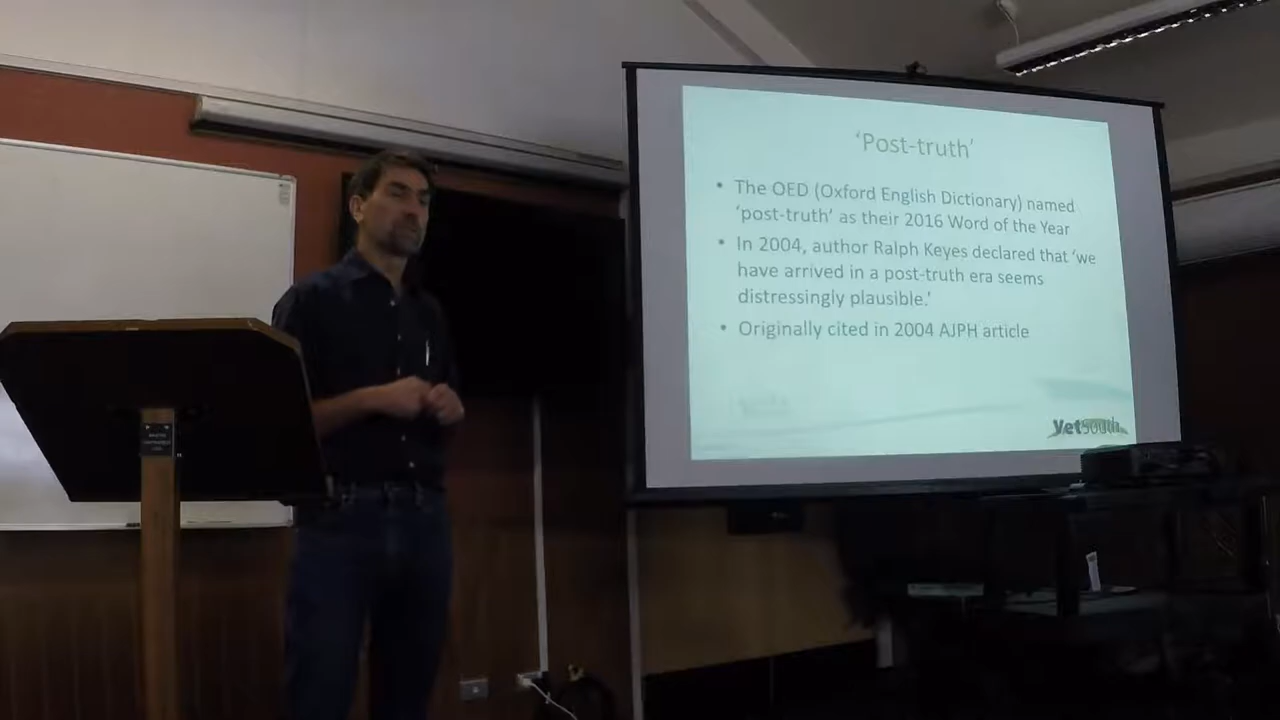 ‘Post-truth’
• The OED (Oxford English Dictionary) named
‘post-truth’ as their 2016 Word of the Year
• In 2004, author Ralph Keyes declared that ‘we
have arrived in a post-truth era seems
distressingly plausible.’
• Originally cited in 2004 AJPH article
Vetsouth